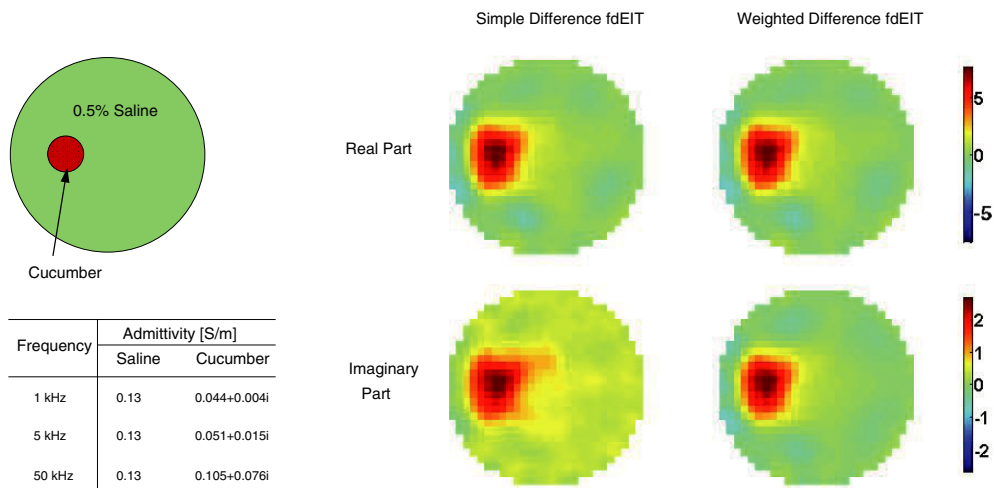 Simple Difference fdEIT
Weighted Difference fdEIT
0.5% Saline
Cucumber
Real Part
5
0
-5
Imaginary
Part
2
1
0
-1
-2
Frequency
Admittivity [S/m]
Saline
Cucumber
1 kHz 0.13 0.044+0.004i
5 kHz 0.13 0.051+0.015i
50 kHz 0.13 0.105+0.076i